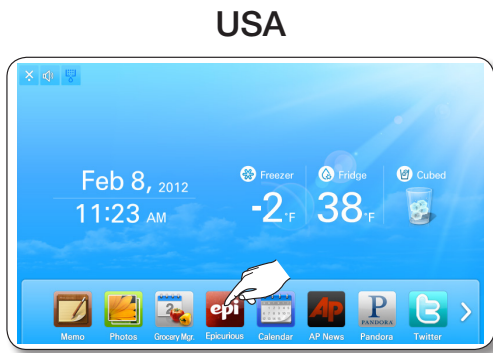 USA
Feb 8, 2012
11:23 AM
Freezer
-2°F
Fridge
38°F
Cubed
epi
AP
P
PANDORA
Memo
Photos
Grocery Mgr.
Epicurious
Calendar
AP News
Pandora
Twitter